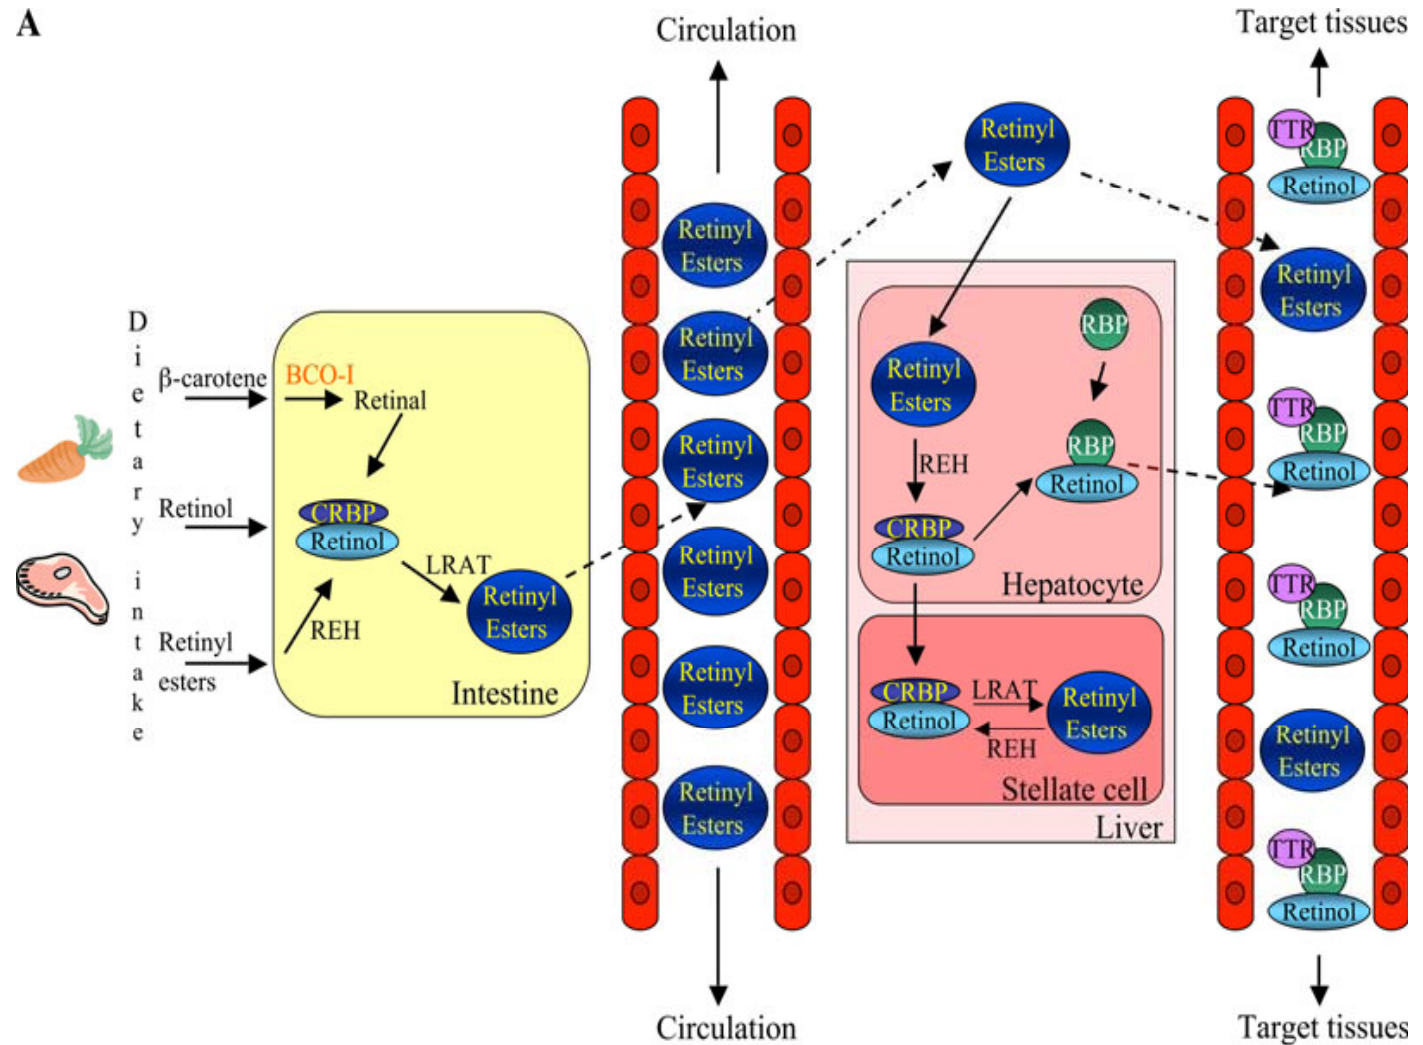 A
Circulation
Target tissues
Dietary intake
β-carotene
BCO-I
Retinal
Retinol
CRBP
Retinol
LRAT
Retinyl
Esters
Retinyl
esters
REH
Intestine
Retinyl
Esters
Retinyl
Esters
Retinyl
Esters
Retinyl
Esters
Retinyl
Esters
Retinyl
Esters
Circulation
Retinyl
Esters
Retinyl
Esters
RBP
REH
RBP
Retinol
CRBP
Retinol
Hepatocyte
CRBP
Retinol
LRAT
REH
Retinyl
Esters
Stellate cell
Liver
TTR
RBP
Retinol
Retinyl
Esters
TTR
RBP
Retinol
TTR
RBP
Retinol
Retinyl
Esters
TTR
RBP
Retinol
Target tissues